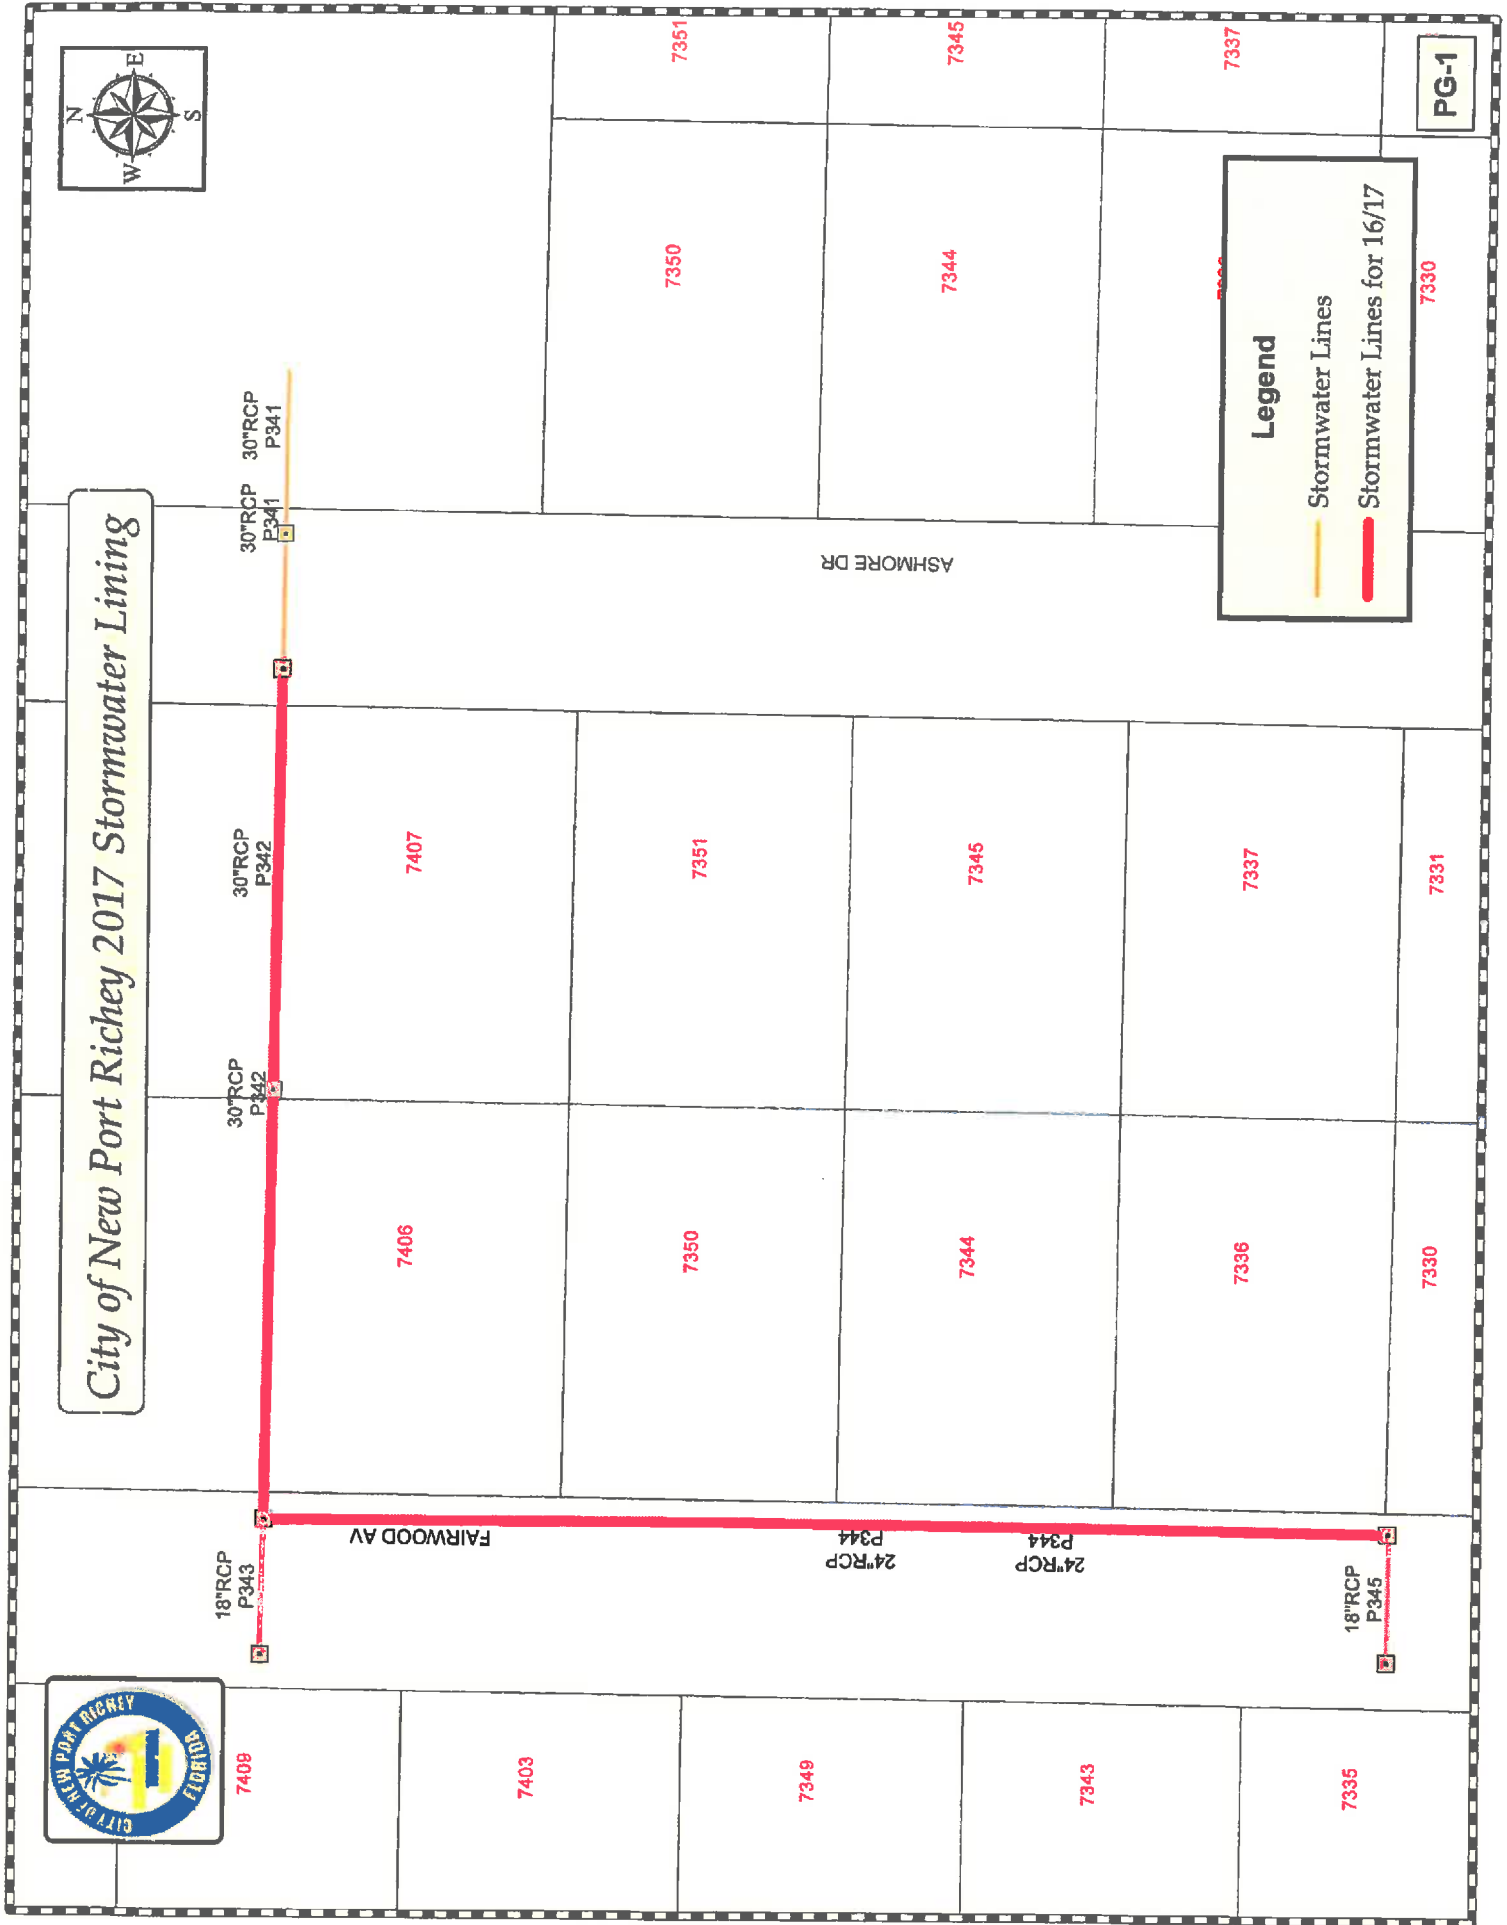 City of New Port Richey 2017 Stormwater Lining
N
W
E
S
CITY OF NEW PORT RICHEY
FLORIDA
18"RCP
P343
30"RCP
P342
30"RCP
P342
30"RCP
P341
30"RCP
P341
FAIRWOOD AV
24"RCP
P344
24"RCP
P344
18"RCP
P345
ASHMORE DR
7409
7403
7349
7343
7335
7406
7350
7344
7336
7330
7407
7351
7345
7337
7331
7350
7344
7330
7351
7345
7337
Legend
Stormwater Lines
Stormwater Lines for 16/17
PG-1